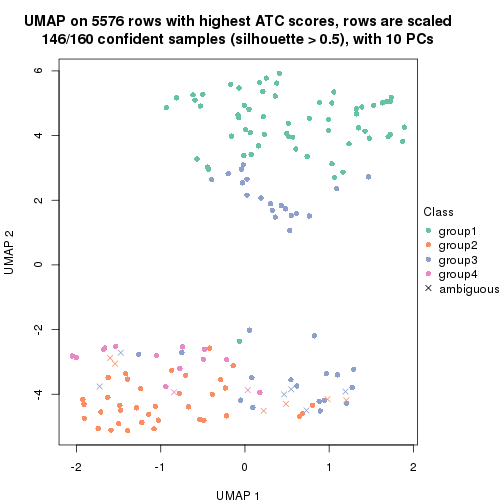 UMAP on 5576 rows with highest ATC scores, rows are scaled
146/160 confident samples (silhouette > 0.5), with 10 PCs
6
4
2
0
-2
-4
UMAP 2
-2
-1
0
1
2
UMAP 1
Class
group1
group2
group3
group4
ambiguous